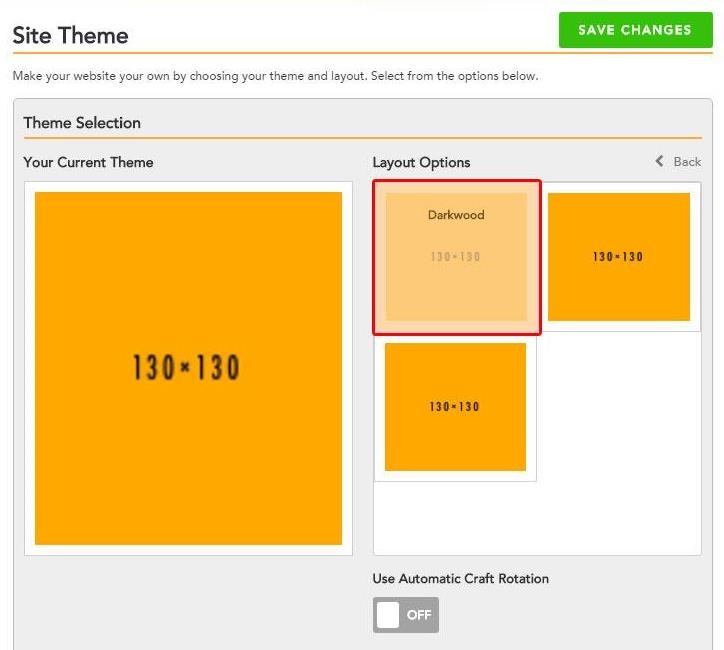 Site Theme
SAVE CHANGES
Make your website your own by choosing your theme and layout. Select from the options below.
Theme Selection
Your Current Theme
Layout Options
Back
130×130
Darkwood
130×130
130×130
130×130
Use Automatic Craft Rotation
OFF